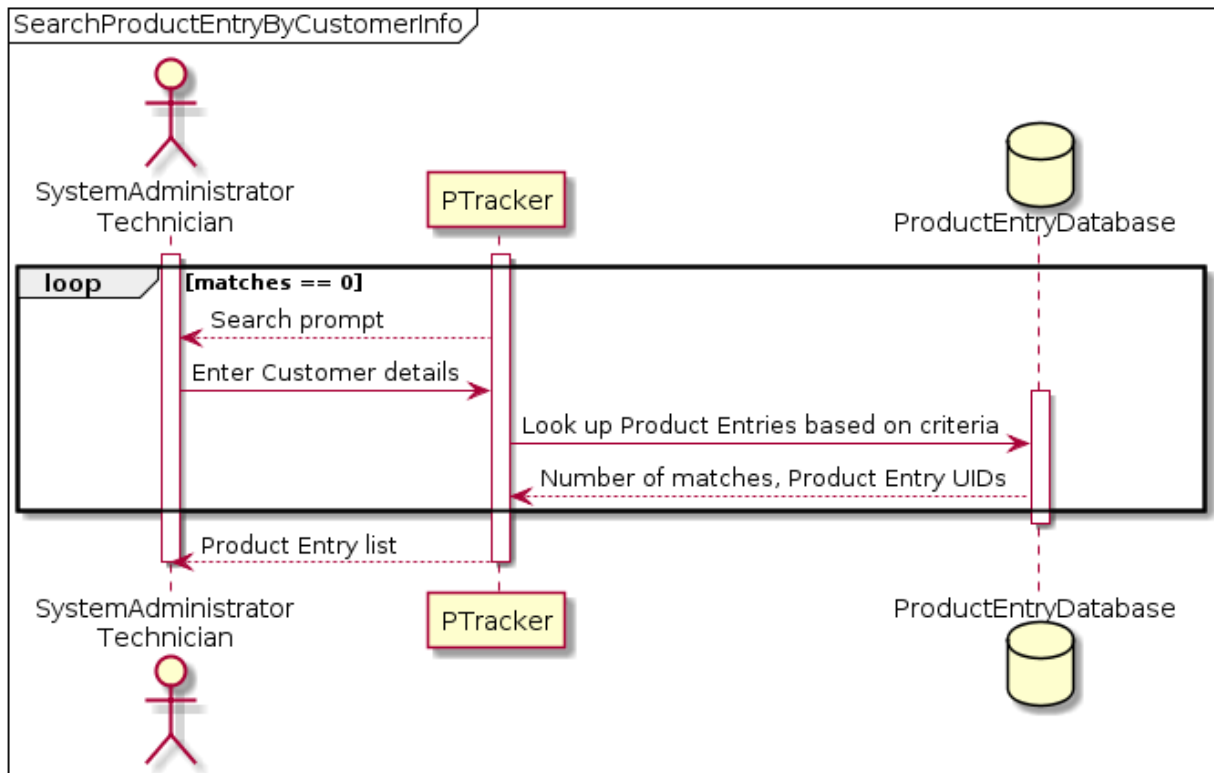 SearchProductEntryByCustomerInfo
SystemAdministrator
Technician
PTracker
ProductEntryDatabase
loop [matches == 0]
Search prompt
Enter Customer details
Look up Product Entries based on criteria
Number of matches, Product Entry UIDs
Product Entry list
SystemAdministrator
Technician
PTracker
ProductEntryDatabase